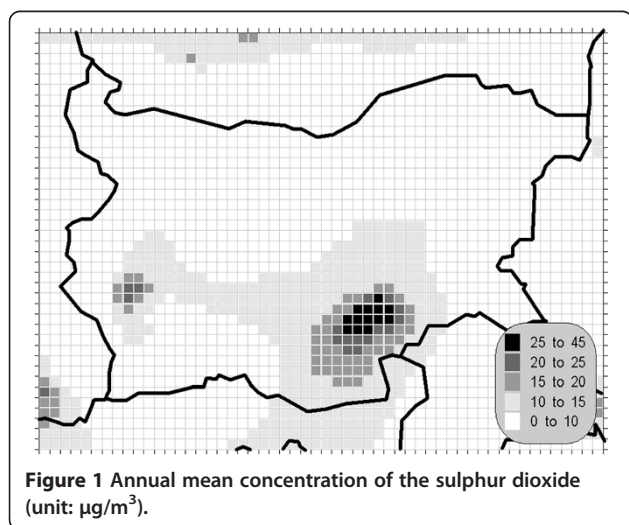 25 to 45
20 to 25
15 to 20
10 to 15
0 to 10
Figure 1 Annual mean concentration of the sulphur dioxide
(unit: μg/m³).